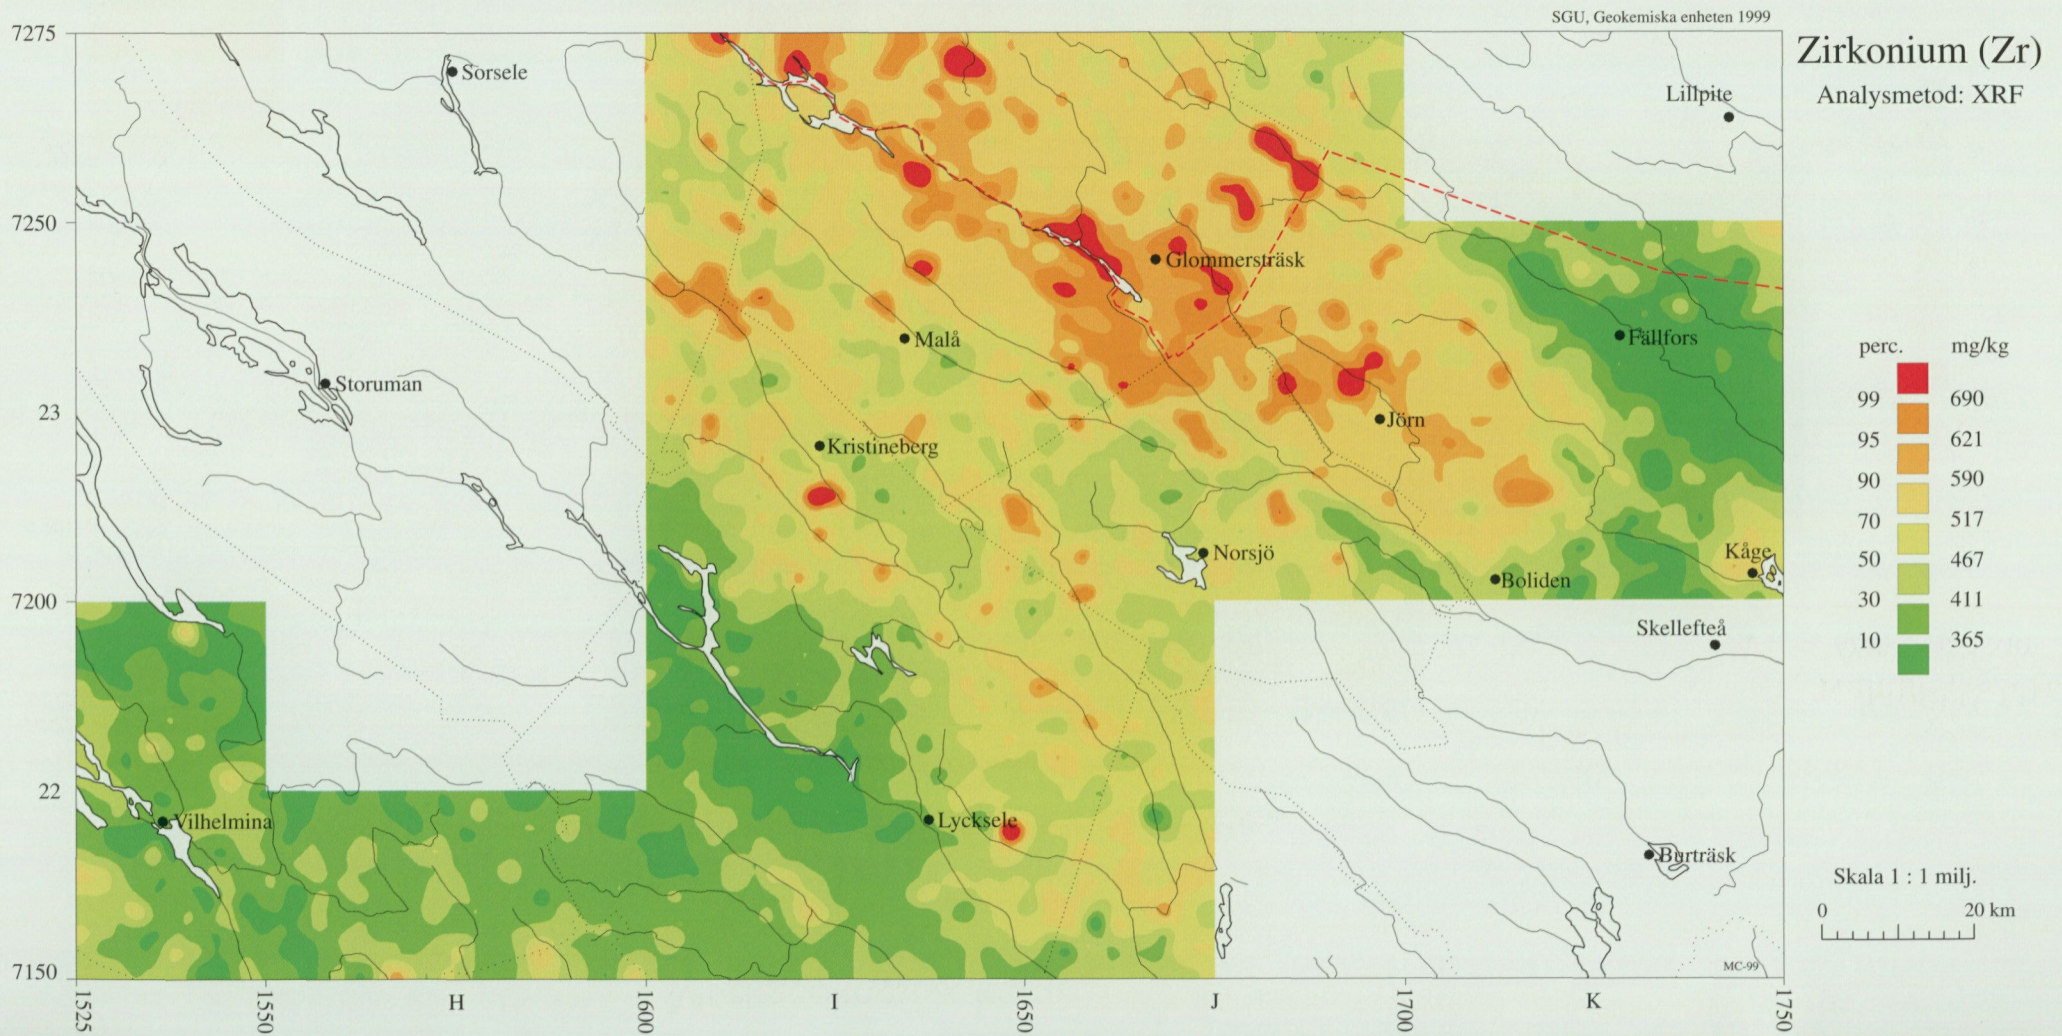 SGU, Geokemiska enheten 1999
Zirkonium (Zr)
Analysmetod: XRF
7275
7250
23
7200
22
7150
Sorsele
Lillpite
Glommersträsk
Malå
Fällfors
Storuman
Jörn
Kristineberg
Norsjö
Kåge
Boliden
Skellefteå
Vilhelmina
Lycksele
Burträsk
perc. mg/kg
99 690
95 621
90 590
70 517
50 467
30 411
10 365
Skala 1 : 1 milj.
0 20 km
MC-99
1525 1550 H 1600 I 1650 J 1700 K 1750